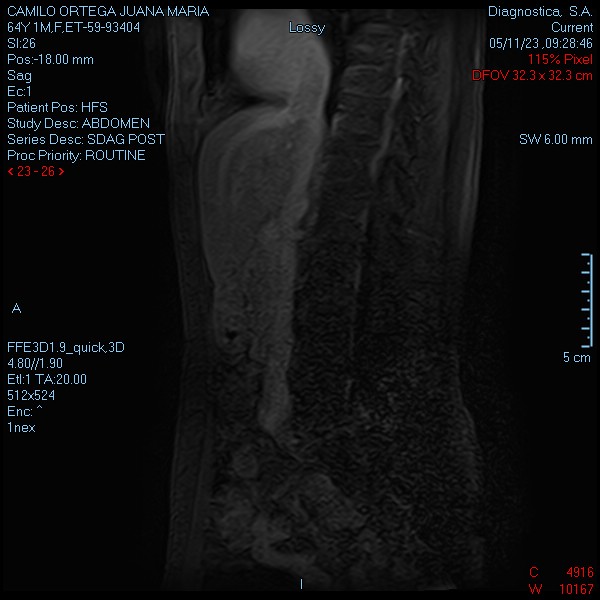 CAMILO ORTEGA JUANA MARIA
64Y 1M,F,ET-59-93404
Sl:26
Pos:-18.00 mm
Sag
Ec:1
Patient Pos: HFS
Study Desc: ABDOMEN
Series Desc: SDAG POST
Proc Priority: ROUTINE
< 23 - 26 >
Lossy
Diagnostica, S.A.
Current
05/11/23 ,09:28:46
115% Pixel
DFOV 32.3 x 32.3 cm
SW 6.00 mm
A
5 cm
FFE3D1.9_quick,3D
4.80//1.90
Etl:1 TA:20.00
512x524
Enc: ^
1nex
I
C 4916
W 10167